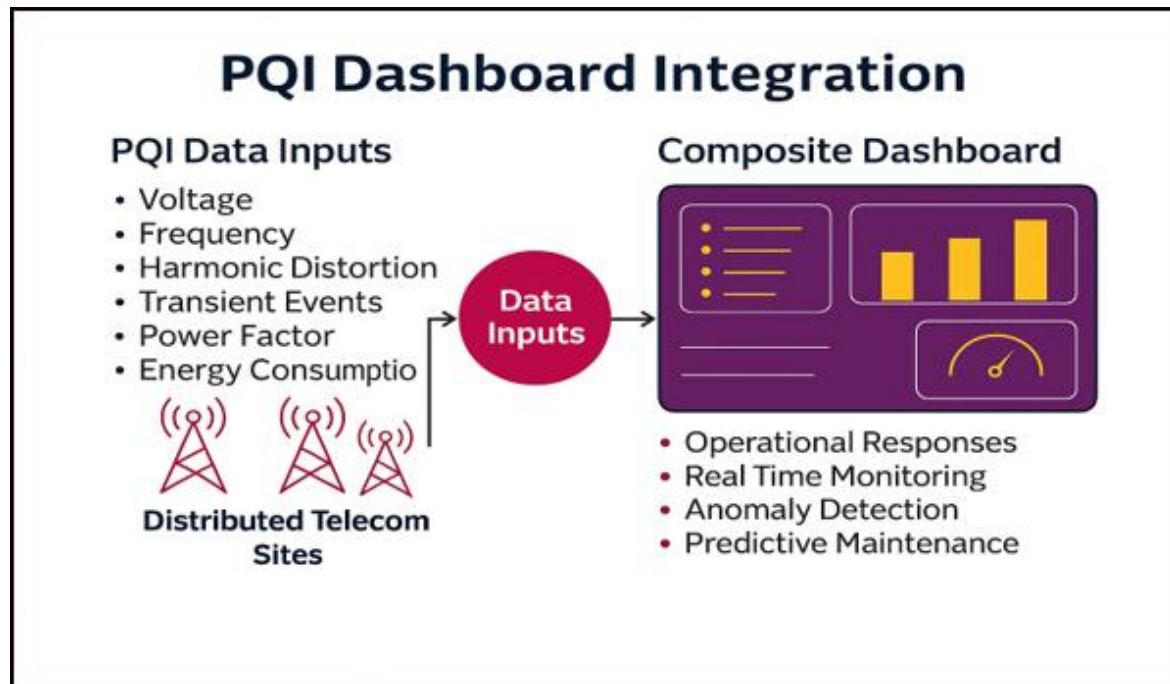 PQI Dashboard Integration
PQI Data Inputs
• Voltage
• Frequency
• Harmonic Distortion
• Transient Events
• Power Factor
• Energy Consumptio
Distributed Telecom
Sites
Data
Inputs
Composite Dashboard
• Operational Responses
• Real Time Monitoring
• Anomaly Detection
• Predictive Maintenance